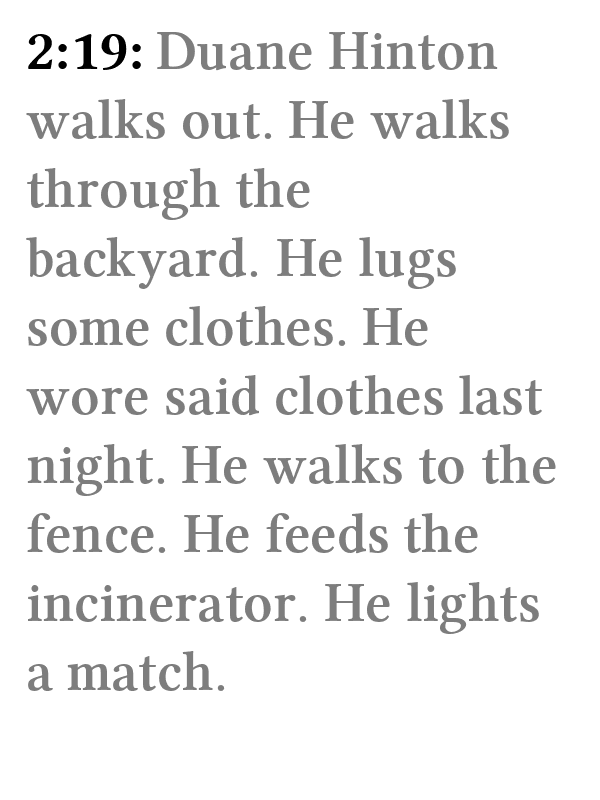 2:19: Duane Hinton
walks out. He walks
through the
backyard. He lugs
some clothes. He
wore said clothes last
night. He walks to the
fence. He feeds the
incinerator. He lights
a match.